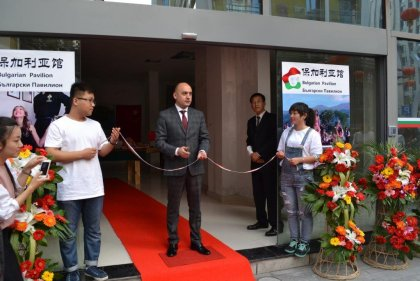 保加利亚馆
Bulgarian Pavilion
Български Павилион
保加利亚馆
Bulgarian Pavilion
Български Павилион